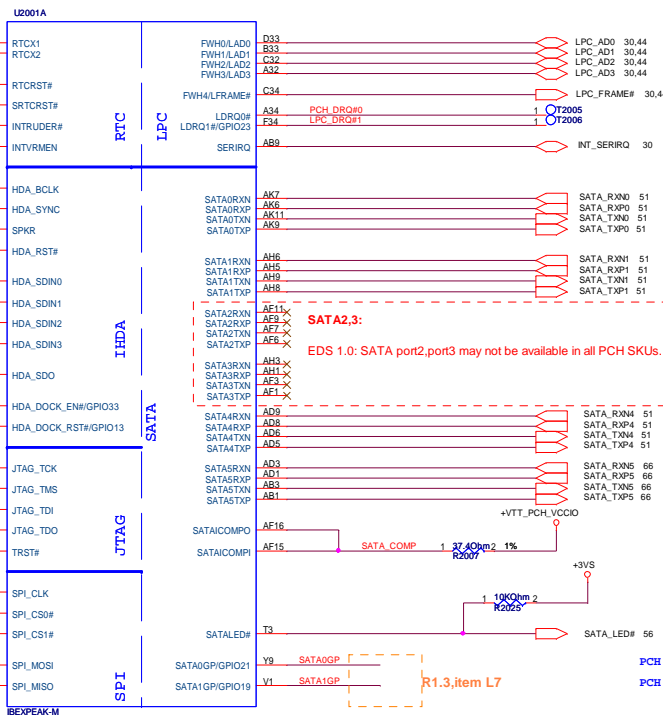 U2001A
RTCX1 FWH0/LAD0 D33 LPC_AD0 30,44
RTCX2 FWH1/LAD1 B33 LPC_AD1 30,44
FWH2/LAD2 C32 LPC_AD2 30,44
FWH3/LAD3 A32 LPC_AD3 30,44
RTCRST#
FWH4/LFRAME# C34 LPC_FRAME# 30,4
SRTCRST#
LDRQ0# A34 PCH_DRQ#0 1 T2005
INTRUDER# LDRQ1#/GPIO23 F34 LPC_DRQ#1 1 T2006
RTC LPC
INTVRMEN SERIRQ AB9 INT_SERIRQ 30
HDA_BCLK
SATA0RXN AK7 SATA_RXN0 51
HDA_SYNC SATA0RXP AK6 SATA_RXP0 51
SATA0TXN AK11 SATA_TXN0 51
SPKR SATA0TXP AK9 SATA_TXP0 51
HDA_RST#
SATA1RXN AH6 SATA_RXN1 51
SATA1RXP AH5 SATA_RXP1 51
HDA_SDIN0 SATA1TXN AH9 SATA_TXN1 51
SATA1TXP AH8 SATA_TXP1 51
HDA_SDIN1
SATA2RXN AF11
HDA_SDIN2 SATA2RXP AF9 SATA2,3:
SATA2TXN AF7
HDA_SDIN3 SATA2TXP AF6
IHDA
EDS 1.0: SATA port2,port3 may not be available in all PCH SKUs.
SATA3RXN AH3
HDA_SDO SATA3RXP AH1
SATA3TXN AF3
SATA3TXP AF1
HDA_DOCK_EN#/GPIO33
SATA4RXN AD9 SATA_RXN4 51
HDA_DOCK_RST#/GPIO13 SATA4RXP AD8 SATA_RXP4 51
SATA4TXN AD6 SATA_TXN4 51
SATA4TXP AD5 SATA_TXP4 51
SATA
JTAG_TCK SATA5RXN AD3 SATA_RXN5 66
SATA5RXP AD1 SATA_RXP5 66
JTAG_TMS SATA5TXN AB3 SATA_TXN5 66
SATA5TXP AB1 SATA_TXP5 66
JTAG_TDI +VTT_PCH_VCCIO
JTAG_TDO SATAICOMPO AF16
JTAG
TRST# SATAICOMPI AF15 SATA_COMP 1 37.4Ohm 2 1%
R2007
+3VS
SPI_CLK 1 10KOhm 2
R2025
SPI_CS0#
SPI_CS1# SATALED# T3 SATA_LED# 56
SPI_MOSI SATA0GP/GPIO21 Y9 SATA0GP PCH
SPI_MISO SATA1GP/GPIO19 V1 SATA1GP R1.3,item L7 PCH
SPI
IBEXPEAK-M